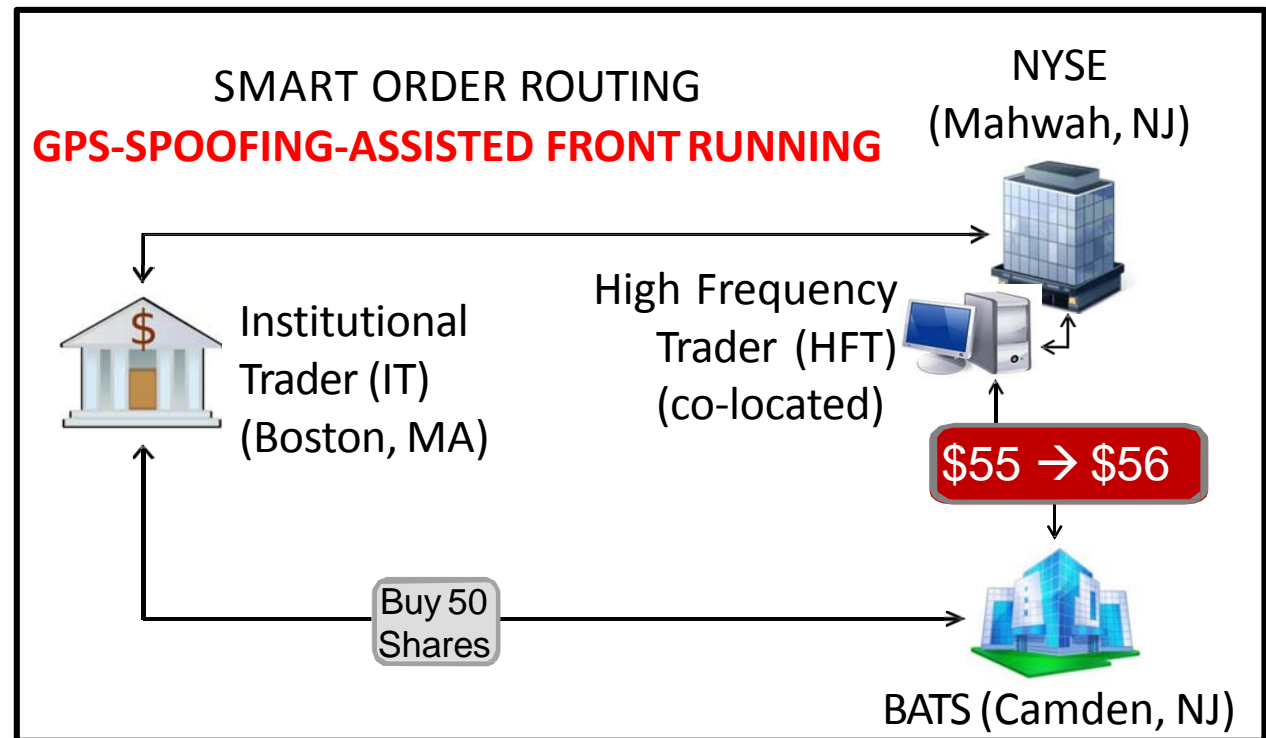 SMART ORDER ROUTING
GPS-SPOOFING-ASSISTED FRONT RUNNING
NYSE
(Mahwah, NJ)
$
Institutional
Trader (IT)
(Boston, MA)
High Frequency
Trader (HFT)
(co-located)
$55 → $56
Buy 50
Shares
BATS (Camden, NJ)